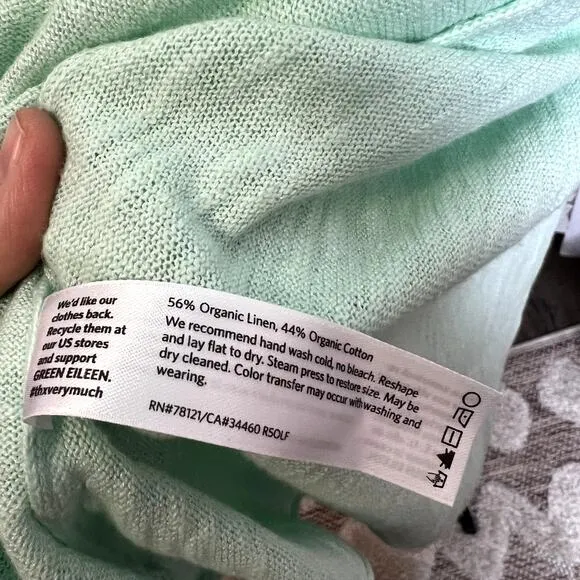 We'd like our
clothes back.
Recycle them at
our US stores
and support
GREEN EILEEN.
#thxverymuch
56% Organic Linen, 44% Organic Cotton
We recommend hand wash cold, no bleach. Reshape
and lay flat to dry. Steam press to restore size. May be
dry cleaned. Color transfer may occur with washing and
wearing.
RN#78121/CA#34460 R5OLF